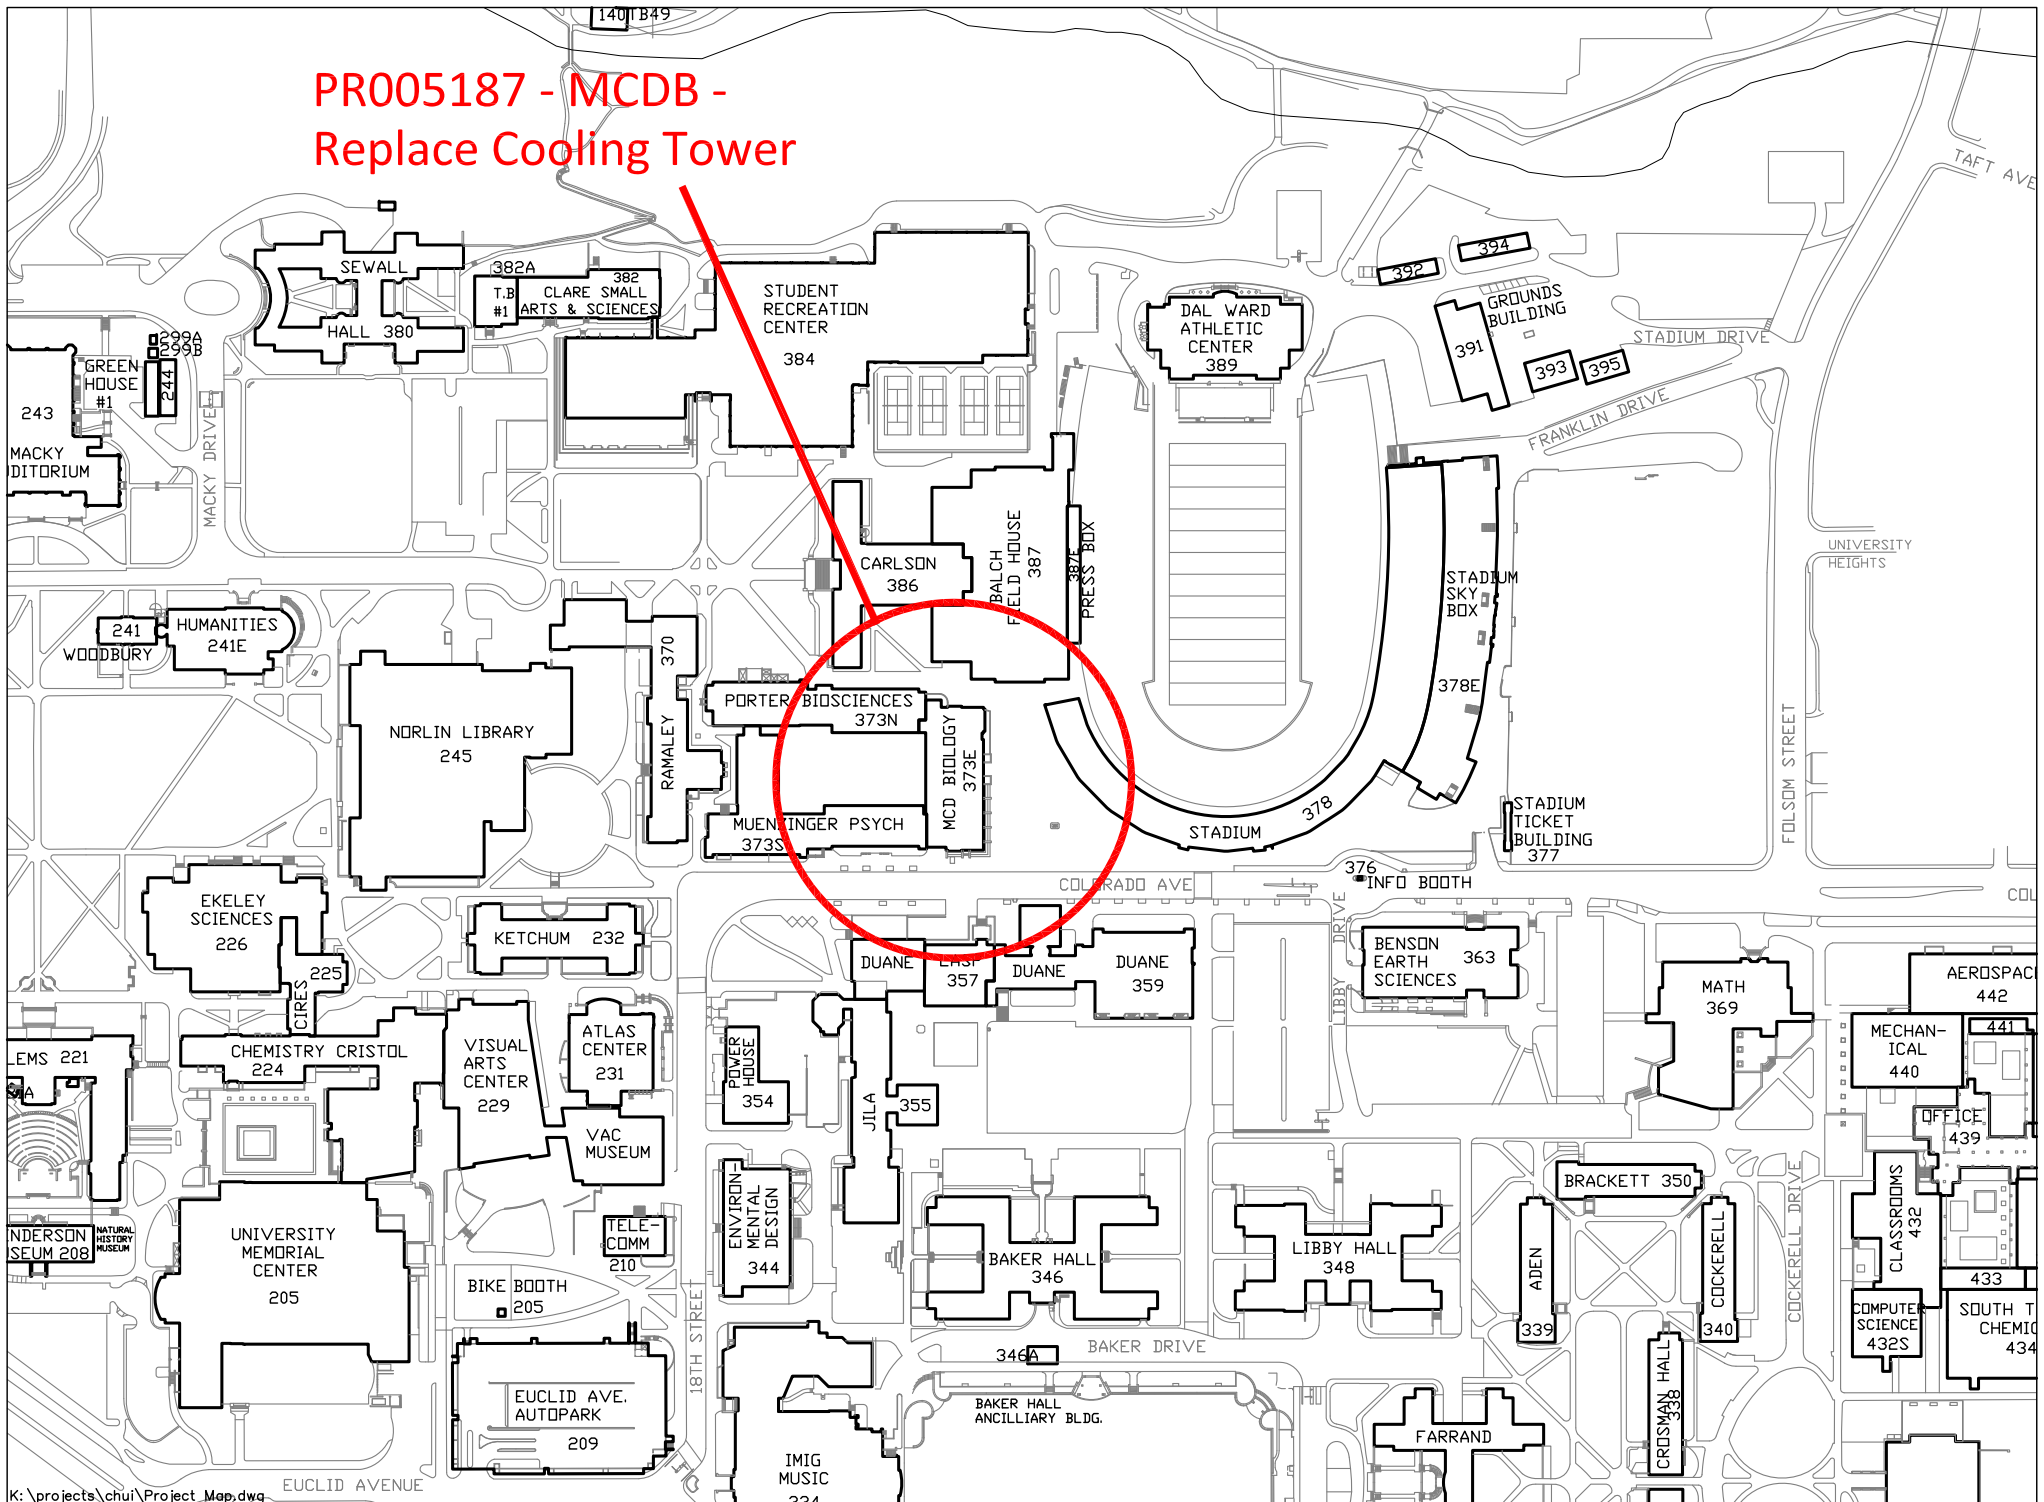 140TB49
PR005187 - MCDB -
Replace Cooling Tower
TAFT AVE
SEWALL
HALL 380
382A
382
T.B
#1
CLARE SMALL
ARTS & SCIENCES
STUDENT
RECREATION
CENTER
384
DAL WARD
ATHLETIC
CENTER
389
392
394
GROUNDS
BUILDING
391
393
395
STADIUM DRIVE
FRANKLIN DRIVE
299A
299B
GREEN
HOUSE
#1
244
243
MACKY
DITORIUM
MACKY DRIVE
CARLSON
386
BALCH
FIELD HOUSE
387
387E
PRESS BOX
STADIUM
SKY
BOX
378E
UNIVERSITY
HEIGHTS
241
WOODBURY
HUMANITIES
241E
NORLIN LIBRARY
245
370
RAMALEY
PORTER BIOSCIENCES
373N
MCD BIOLOGY
373E
MUENZINGER PSYCH
373S
STADIUM
378
STADIUM
TICKET
BUILDING
377
FOLSOM STREET
376
INFO BOOTH
COLORADO AVE
COL
EKELEY
SCIENCES
226
225
CIRES
KETCHUM 232
DUANE
LASP
357
DUANE
DUANE
359
LIBBY DRIVE
BENSON
EARTH
SCIENCES
363
MATH
369
AEROSPAC
442
441
MECHAN-
ICAL
440
OFFICE
439
LEMS 221
CHEMISTRY CRISTOL
224
VISUAL
ARTS
CENTER
229
ATLAS
CENTER
231
VAC
MUSEUM
POWER
HOUSE
354
JILA
355
ENVIRON-
MENTAL
DESIGN
344
NDERSON
SEUM 208
NATURAL
HISTORY
MUSEUM
UNIVERSITY
MEMORIAL
CENTER
205
TELE-
COMM
210
BIKE BOOTH
205
18TH STREET
BAKER HALL
346
LIBBY HALL
348
BRACKETT 350
ADEN
339
COCKERELL
340
COCKERELL DRIVE
CLASSROOMS
432
433
COMPUTER
SCIENCE
432S
SOUTH T
CHEMIC
434
BAKER DRIVE
346A
BAKER HALL
ANCILLIARY BLDG.
CROSMAN HALL
338
FARRAND
EUCLID AVE.
AUTOPARK
209
IMIG
MUSIC
EUCLID AVENUE
K:\projects\chui\Project Map.dwg